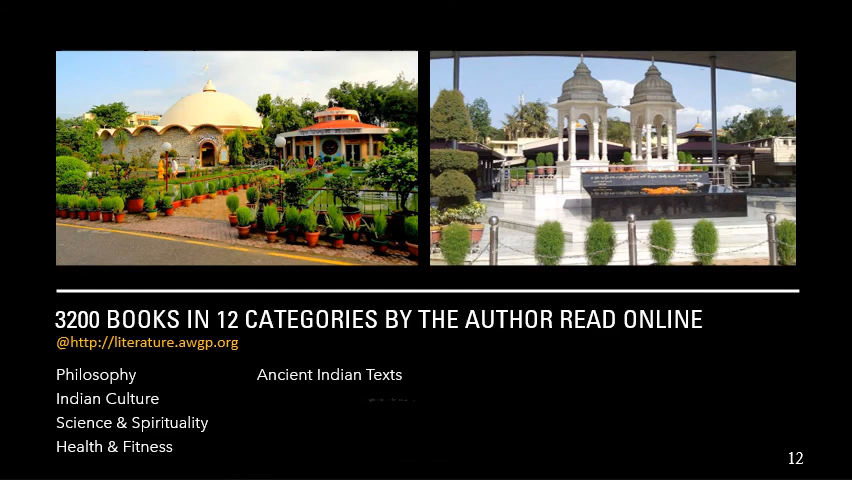 3200 BOOKS IN 12 CATEGORIES BY THE AUTHOR READ ONLINE
@http://literature.awgp.org
Philosophy
Indian Culture
Science & Spirituality
Health & Fitness
Ancient Indian Texts
12